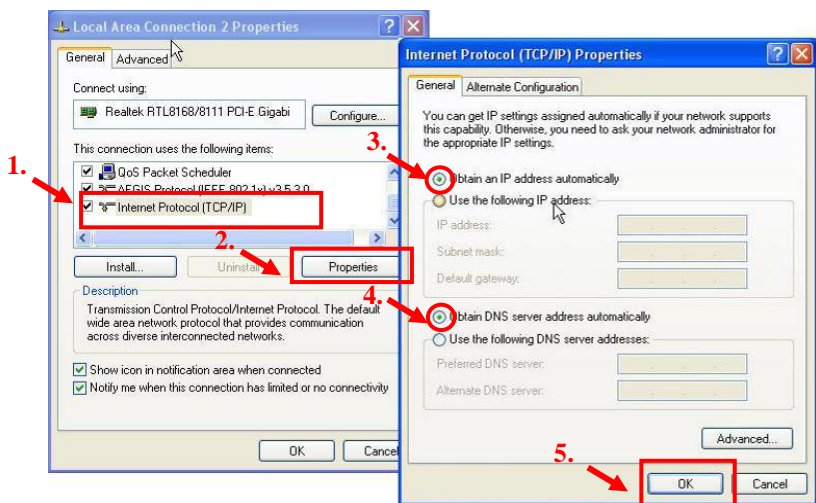 Local Area Connection 2 Properties
General Advanced
Connect using:
Realtek RTL8168/8111 PCI-E Gigabi
Configure...
This connection uses the following items:
1.
QoS Packet Scheduler
AEGIS Protocol (IEEE 802.1x) v3.5.3.0
Internet Protocol (TCP/IP)
2.
Install...
Uninstall
Properties
Description
Transmission Control Protocol/Internet Protocol. The default
wide area network protocol that provides communication
across diverse interconnected networks.
Show icon in notification area when connected
Notify me when this connection has limited or no connectivity
OK
Cancel
Internet Protocol (TCP/IP) Properties
General Alternate Configuration
You can get IP settings assigned automatically if your network supports
this capability. Otherwise, you need to ask your network administrator for
the appropriate IP settings.
3.
Obtain an IP address automatically
Use the following IP address:
IP address:
Subnet mask:
Default gateway:
4.
Obtain DNS server address automatically
Use the following DNS server addresses:
Preferred DNS server:
Alternate DNS server:
Advanced...
5.
OK
Cancel